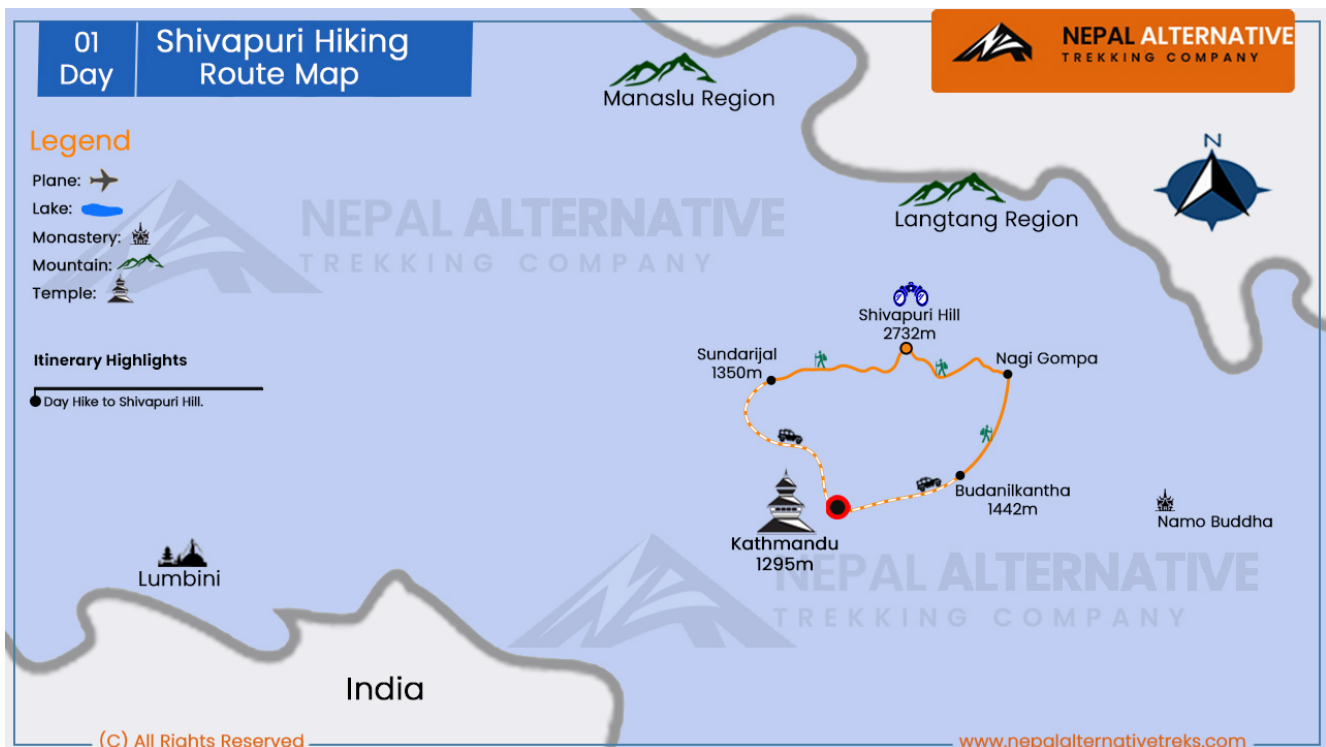 01
Day
Shivapuri Hiking
Route Map
NEPAL ALTERNATIVE
TREKKING COMPANY
Manaslu Region
Legend
N
Plane:
Lake:
Monastery:
Mountain:
Temple:
NEPAL ALTERNATIVE
TREKKING COMPANY
Langtang Region
Shivapuri Hill
2732m
Itinerary Highlights
Day Hike to Shivapuri Hill.
Sundarijal
1350m
Nagi Gompa
Budanilkantha
1442m
Namo Buddha
Kathmandu
1295m
Lumbini
NEPAL ALTERNATIVE
TREKKING COMPANY
India
(C) All Rights Reserved
www.nepalalternativetreks.com